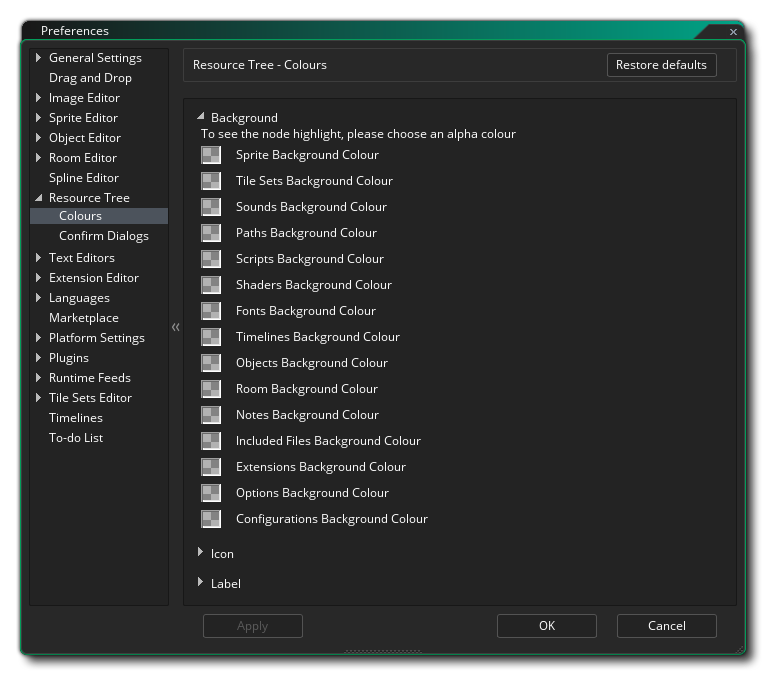 Preferences
General Settings
Drag and Drop
Image Editor
Sprite Editor
Object Editor
Room Editor
Spline Editor
Resource Tree
Colours
Confirm Dialogs
Text Editors
Extension Editor
Languages
Marketplace
Platform Settings
Plugins
Runtime Feeds
Tile Sets Editor
Timelines
To-do List
Resource Tree - Colours
Restore defaults
Background
To see the node highlight, please choose an alpha colour
Sprite Background Colour
Tile Sets Background Colour
Sounds Background Colour
Paths Background Colour
Scripts Background Colour
Shaders Background Colour
Fonts Background Colour
Timelines Background Colour
Objects Background Colour
Room Background Colour
Notes Background Colour
Included Files Background Colour
Extensions Background Colour
Options Background Colour
Configurations Background Colour
Icon
Label
Apply
OK
Cancel